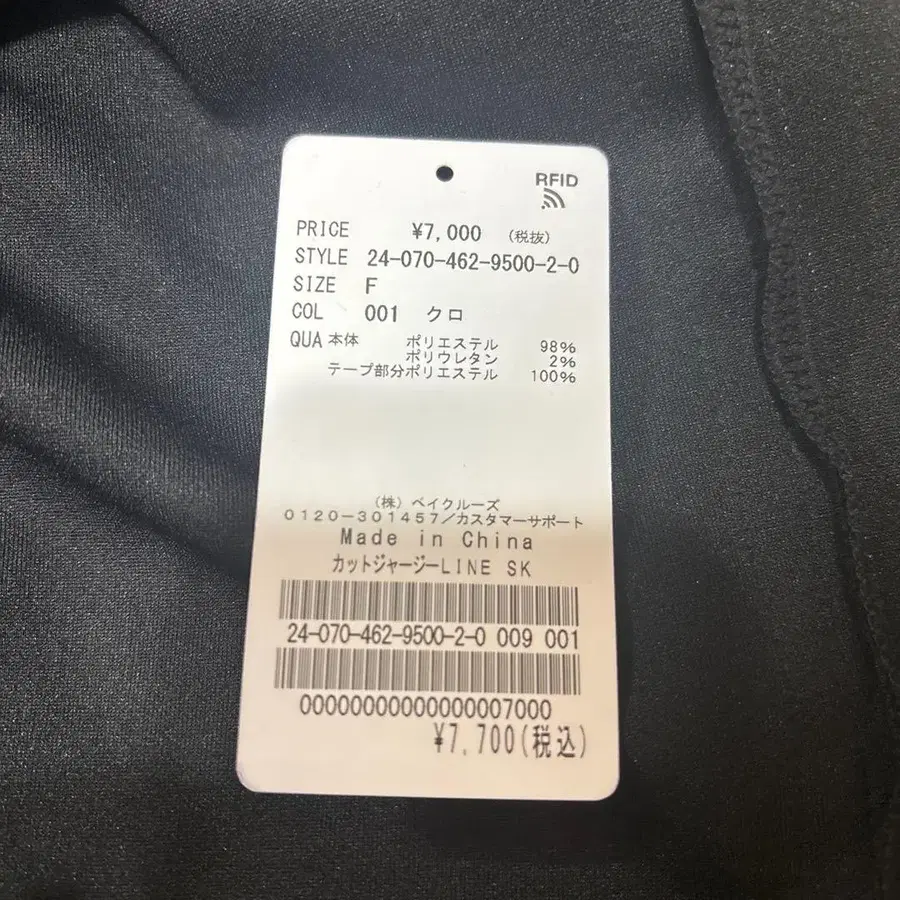 RFID
PRICE ¥7,000 (税抜)
STYLE 24-070-462-9500-2-0
SIZE F
COL 001 クロ
QUA 本体 ポリエステル 98%
ポリウレタン 2%
テープ部分ポリエステル 100%
(株) ベイクルーズ
0120-301457/カスタマーサポート
Made in China
カットジャージーLINE SK
24-070-462-9500-2-0 009 001
00000000000000007000
¥7,700(税込)